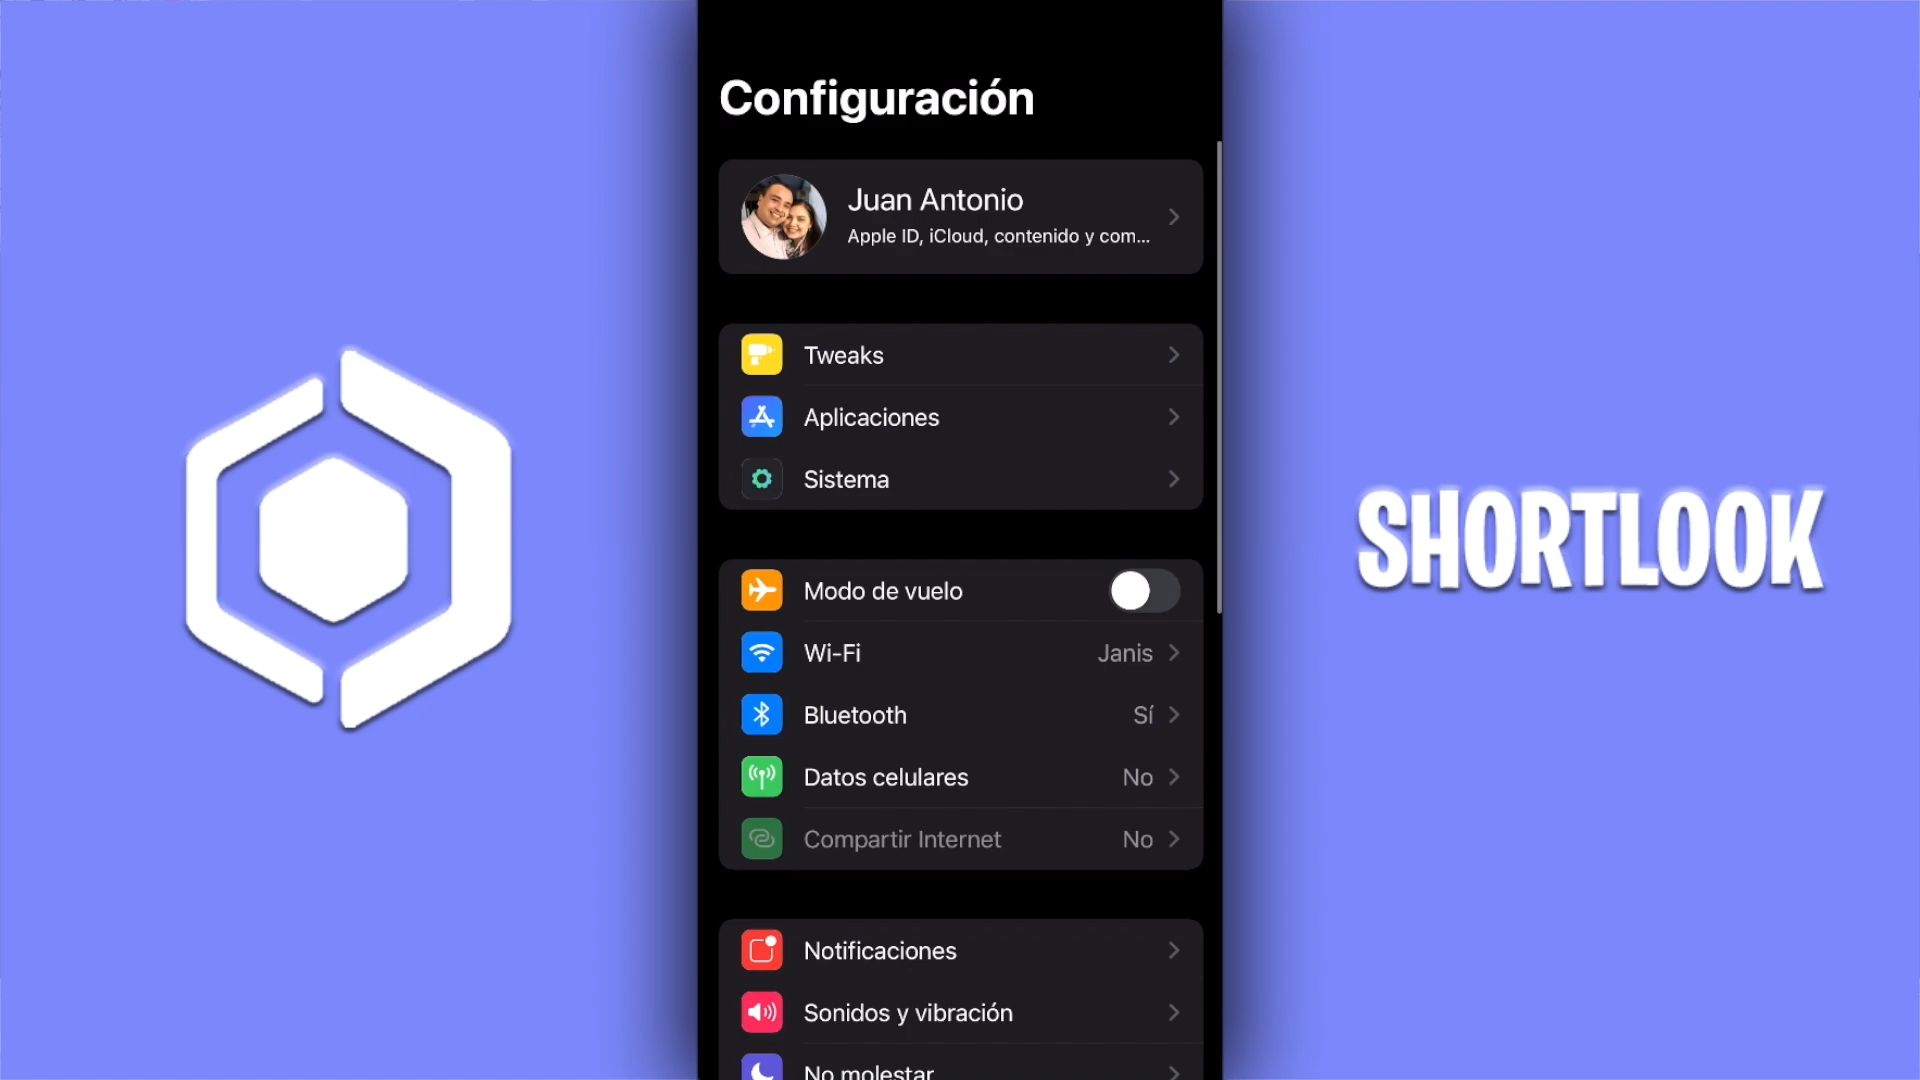 Configuración
Juan Antonio
Apple ID, iCloud, contenido y com...
Tweaks
Aplicaciones
Sistema
Modo de vuelo
Wi-Fi Janis
Bluetooth Sí
Datos celulares No
Compartir Internet No
Notificaciones
Sonidos y vibración
No molestar
SHORTLOOK